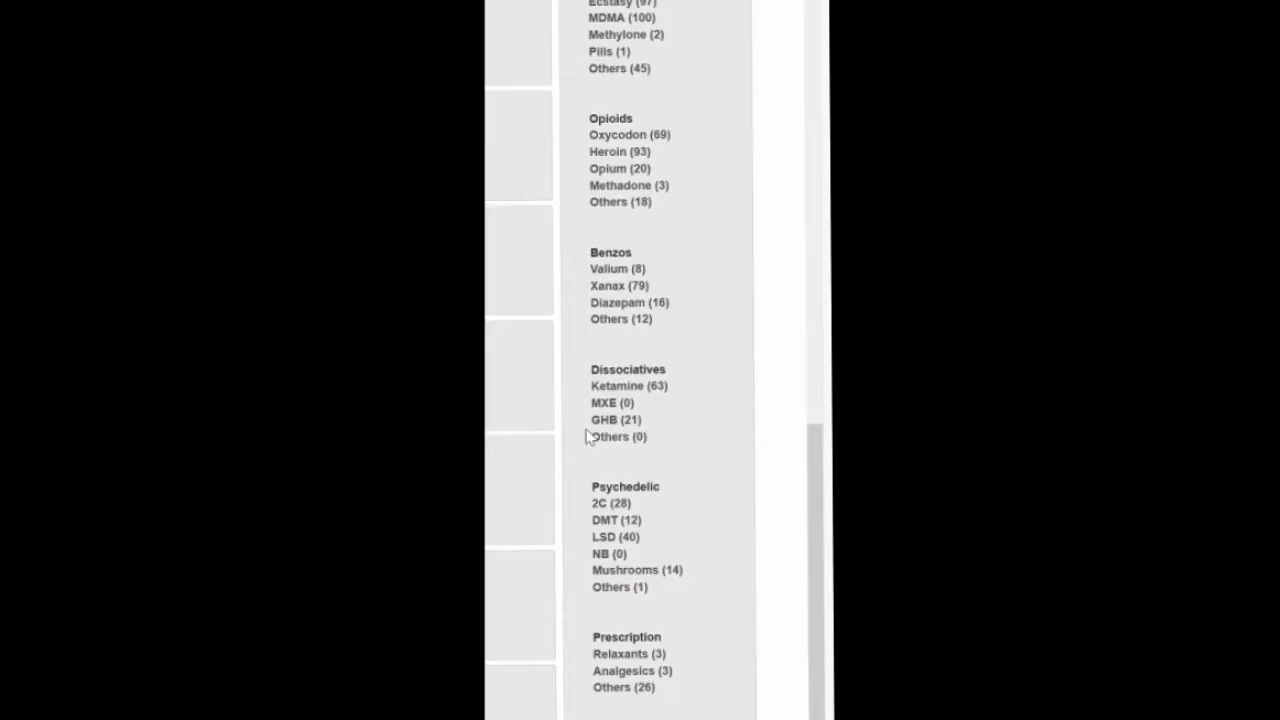 Ecstasy (97)
MDMA (100)
Methylone (2)
Pills (1)
Others (45)
Opioids
Oxycodon (69)
Heroin (93)
Opium (20)
Methadone (3)
Others (18)
Benzos
Valium (8)
Xanax (79)
Diazepam (16)
Others (12)
Dissociatives
Ketamine (63)
MXE (0)
GHB (21)
Others (0)
Psychedelic
2C (28)
DMT (12)
LSD (40)
NB (0)
Mushrooms (14)
Others (1)
Prescription
Relaxants (3)
Analgesics (3)
Others (26)